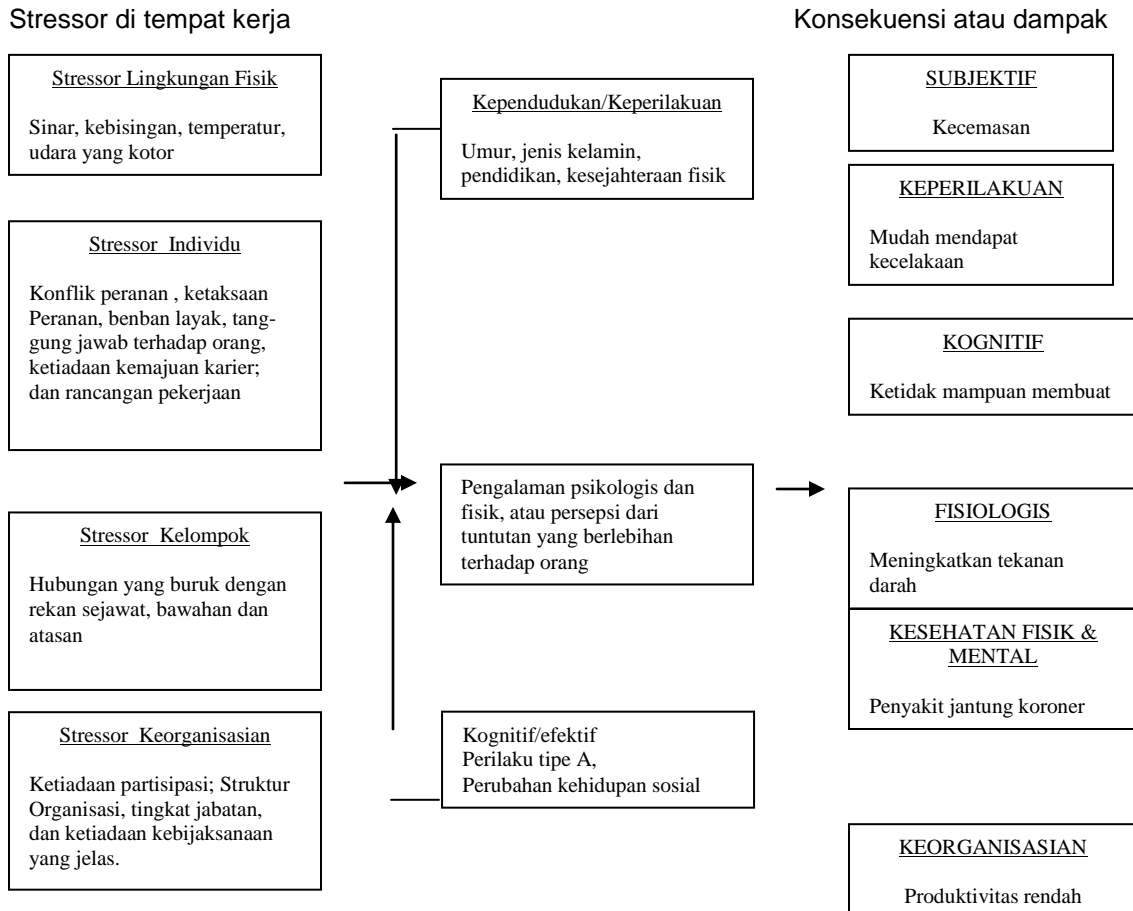 Stressor di tempat kerja
Konsekuensi atau dampak
Stressor Lingkungan Fisik
Sinar, kebisingan, temperatur,
udara yang kotor
Stressor Individu
Konflik peranan , ketaksaan
Peranan, benban layak, tang-
gung jawab terhadap orang,
ketiadaan kemajuan karier;
dan rancangan pekerjaan
Stressor Kelompok
Hubungan yang buruk dengan
rekan sejawat, bawahan dan
atasan
Stressor Keorganisasian
Ketiadaan partisipasi; Struktur
Organisasi, tingkat jabatan,
dan ketiadaan kebijaksanaan
yang jelas.
Kependudukan/Keperilakuan
Umur, jenis kelamin,
pendidikan, kesejahteraan fisik
Pengalaman psikologis dan
fisik, atau persepsi dari
tuntutan yang berlebihan
terhadap orang
Kognitif/efektif
Perilaku tipe A,
Perubahan kehidupan sosial
SUBJEKTIF
Kecemasan
KEPERILAKUAN
Mudah mendapat
kecelakaan
KOGNITIF
Ketidak mampuan membuat
FISIOLOGIS
Meningkatkan tekanan
darah
KESEHATAN FISIK &
MENTAL
Penyakit jantung koroner
KEORGANISASIAN
Produktivitas rendah